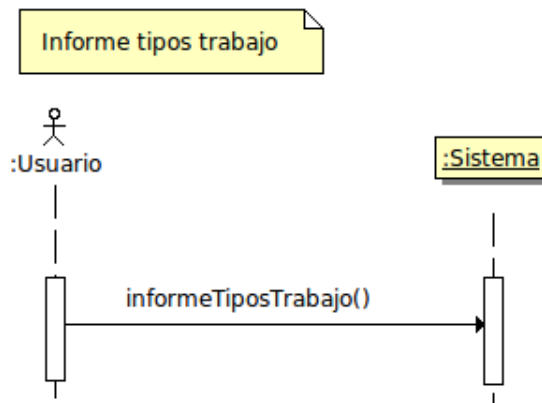 Informe tipos trabajo
:Usuario
:Sistema
informeTiposTrabajo()